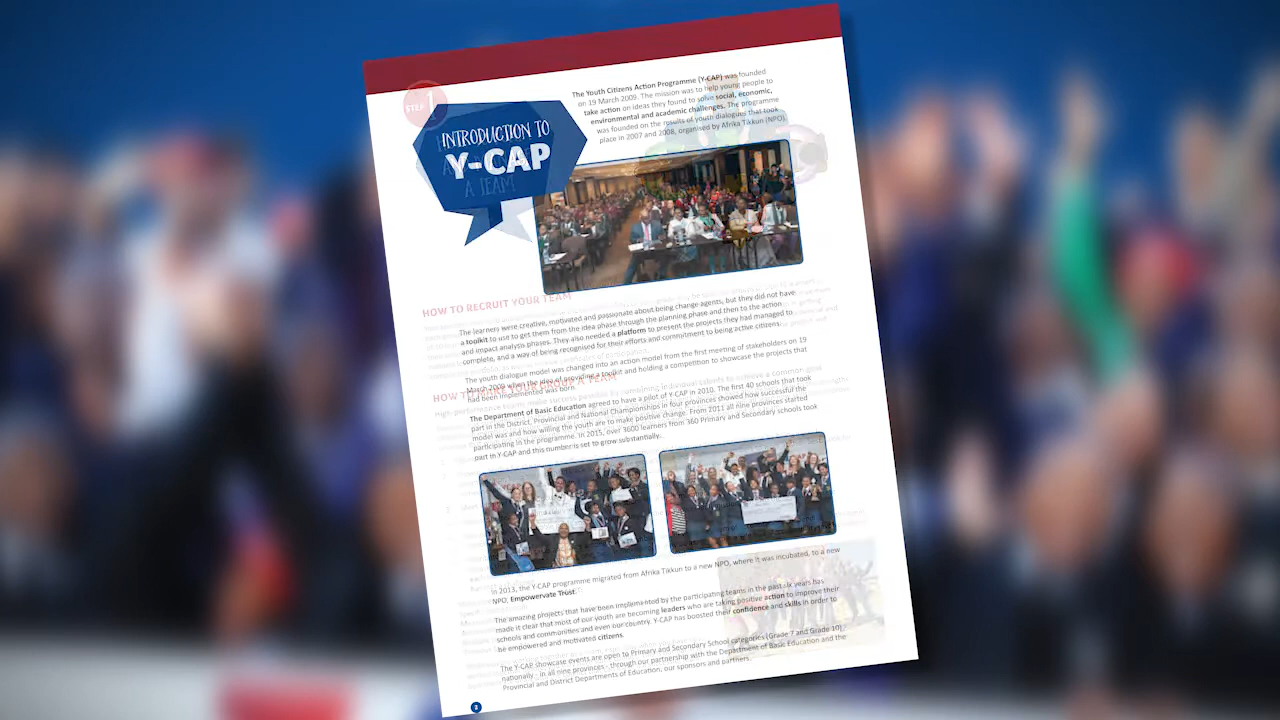 STEP 1
INTRODUCTION TO
Y-CAP
A TEAM
The Youth Citizens Action Programme (Y-CAP) was founded
on 19 March 2009. The mission was to help young people to
take action on ideas they found to solve social, economic,
environmental and academic challenges. The programme
was founded on the results of youth dialogues that took
place in 2007 and 2008, organised by Afrika Tikkun (NPO).
HOW TO RECRUIT YOUR TEAM
The learners were creative, motivated and passionate about being change agents, but they did not have
a toolkit to use to get them from the idea phase through the planning phase and then to the action
and impact analysis phases. They also needed a platform to present the projects they had managed to
complete, and a way of being recognised for their efforts and commitment to being active citizens.
The youth dialogue model was changed into an action model from the first meeting of stakeholders on 19
March 2009 when the idea of providing a toolkit and holding a competition to showcase the projects that
had been implemented was born.
HOW TO MAKE YOUR GROUP A TEAM
The Department of Basic Education agreed to have a pilot of Y-CAP in 2010. The first 40 schools that took
part in the District, Provincial and National Championships in four provinces showed how successful the
model was and how willing the youth are to make positive change. From 2011 all nine provinces started
participating in the programme. In 2015, over 3600 learners from 360 Primary and Secondary schools took
part in Y-CAP and this number is set to grow substantially.
In 2013, the Y-CAP programme migrated from Afrika Tikkun to a new NPO, where it was incubated, to a new
NPO, Empowervate Trust.
The amazing projects that have been implemented by the participating teams in the past six years has
made it clear that most of our youth are becoming leaders who are taking positive action to improve their
schools and communities and even our country. Y-CAP has boosted their confidence and skills in order to
be empowered and motivated citizens.
The Y-CAP showcase events are open to Primary and Secondary School categories (Grade 7 and Grade 10)
nationally - in all nine provinces - through our partnership with the Department of Basic Education and the
Provincial and District Departments of Education, our sponsors and partners.
2